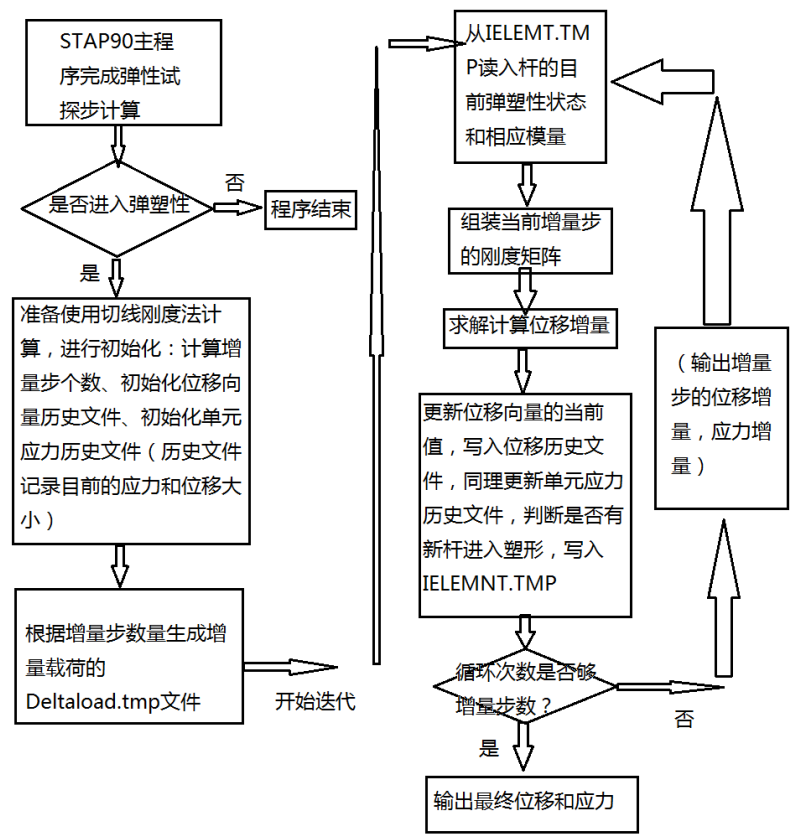 STAP90主程
序完成弹性试
探步计算
是否进入弹塑性
否
程序结束
是
准备使用切线刚度法计
算，进行初始化：计算增
量步个数、初始化位移向
量历史文件、初始化单元
应力历史文件（历史文件
记录目前的应力和位移大
小）
根据增量步数量生成增
量载荷的
Deltaload.tmp文件
开始迭代
从IELEMT.TM
P读入杆的目
前弹塑性状态
和相应模量
组装当前增量步
的刚度矩阵
求解计算位移增量
更新位移向量的当前
值，写入位移历史文
件，同理更新单元应力
历史文件，判断是否有
新杆进入塑形，写入
IELEMNT.TMP
循环次数是否够
增量步数？
否
是
输出最终位移和应力
（输出增量
步的位移增
量，应力增
量）